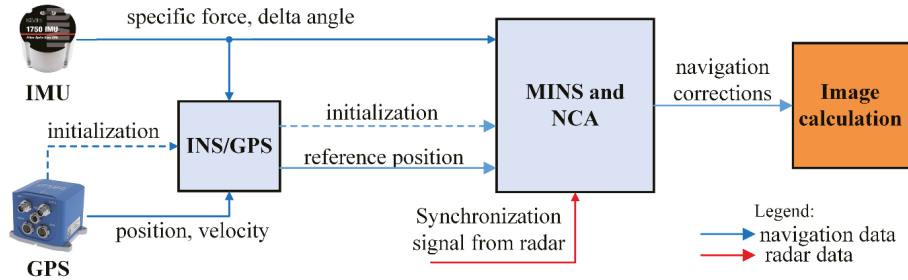 specific force, delta angle
1750 IMU
IMU
initialization
INS/GPS
initialization
reference position
MINS and
NCA
navigation
corrections
Image
calculation
position, velocity
GPS
Synchronization
signal from radar
Legend:
navigation data
radar data